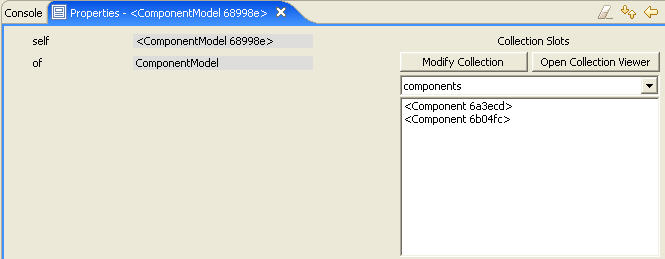 Console Properties - <ComponentModel 68998e>
self <ComponentModel 68998e>
of ComponentModel
Collection Slots
Modify Collection Open Collection Viewer
components
<Component 6a3ecd>
<Component 6b04fc>